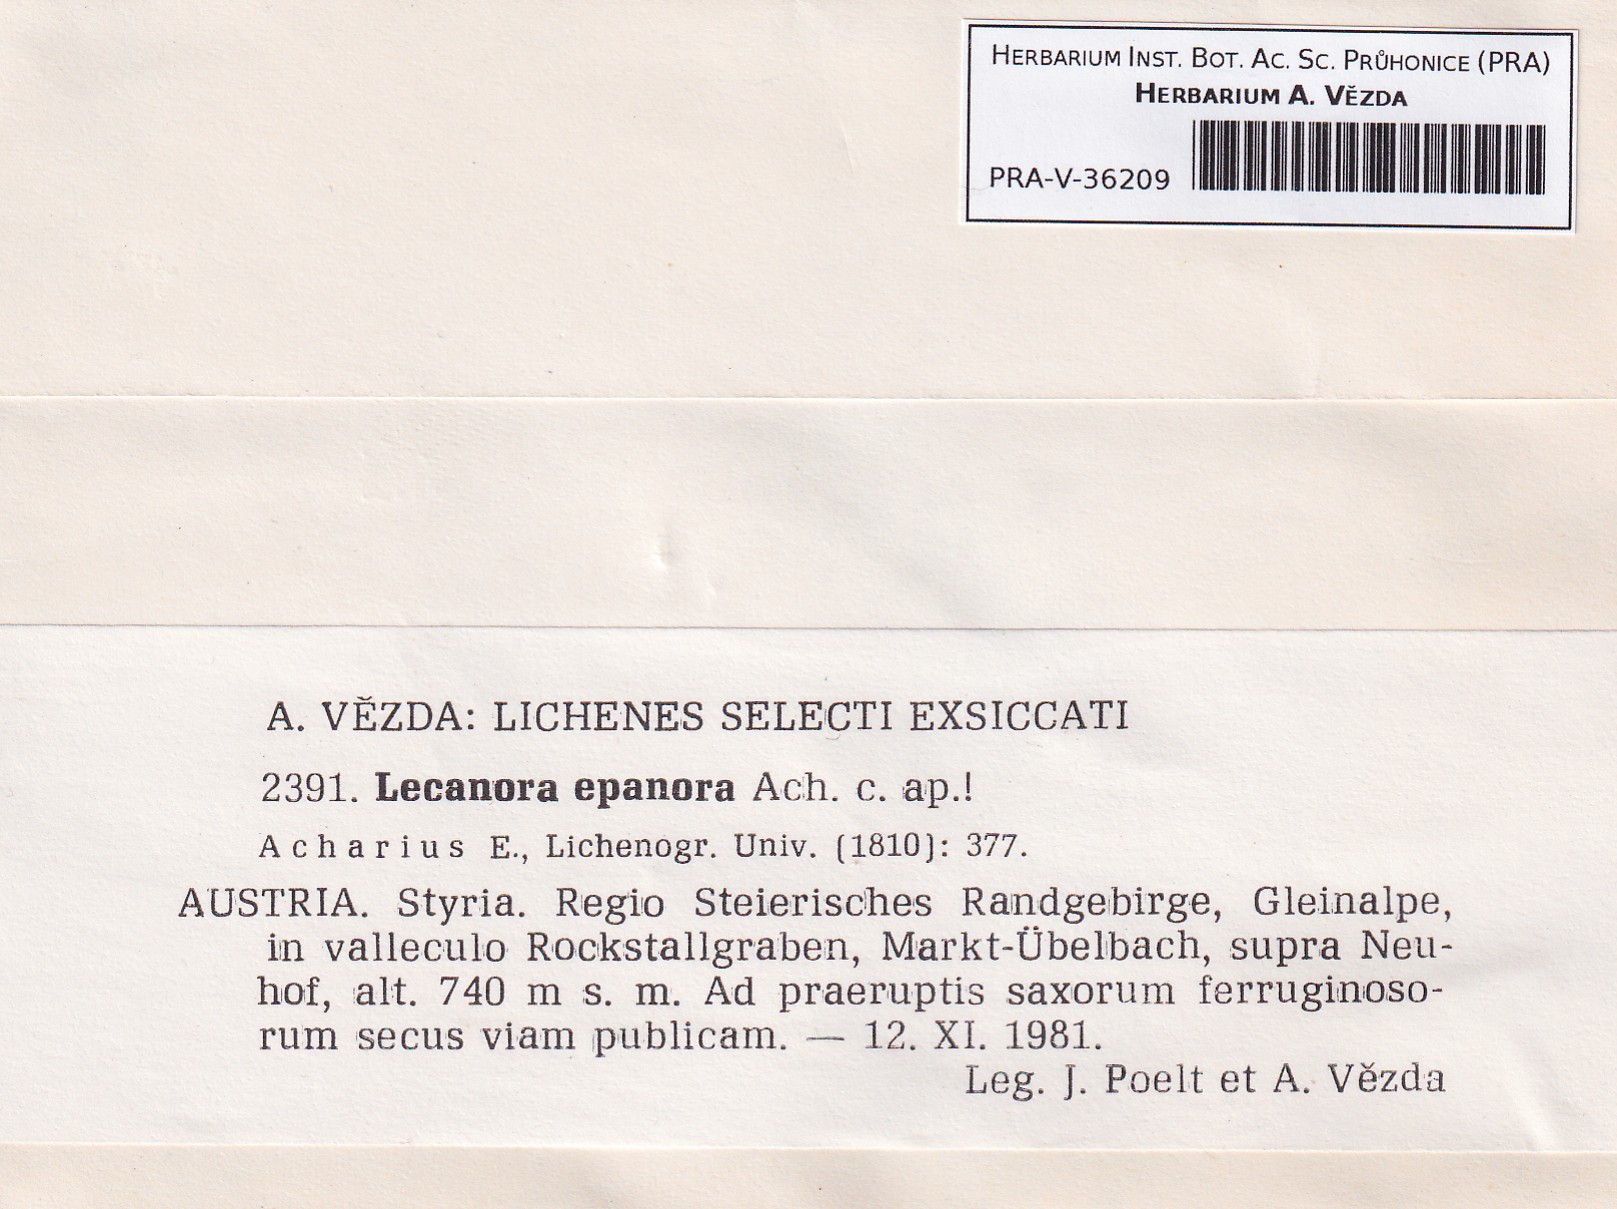 HERBARIUM INST. BOT. AC. SC. PRŮHONICE (PRA)
HERBARIUM A. VĚZDA
PRA-V-36209
A. VĚZDA: LICHENES SELECTI EXSICCATI
2391. Lecanora epanora Ach. c. ap.!
Acharius E., Lichenogr. Univ. (1810): 377.
AUSTRIA. Styria. Regio Steierisches Randgebirge, Gleinalpe,
in valleculo Rockstallgraben, Markt-Übelbach, supra Neu-
hof, alt. 740 m s. m. Ad praeruptis saxorum ferruginoso-
rum secus viam publicam. — 12. XI. 1981.
Leg. J. Poelt et A. Vězda